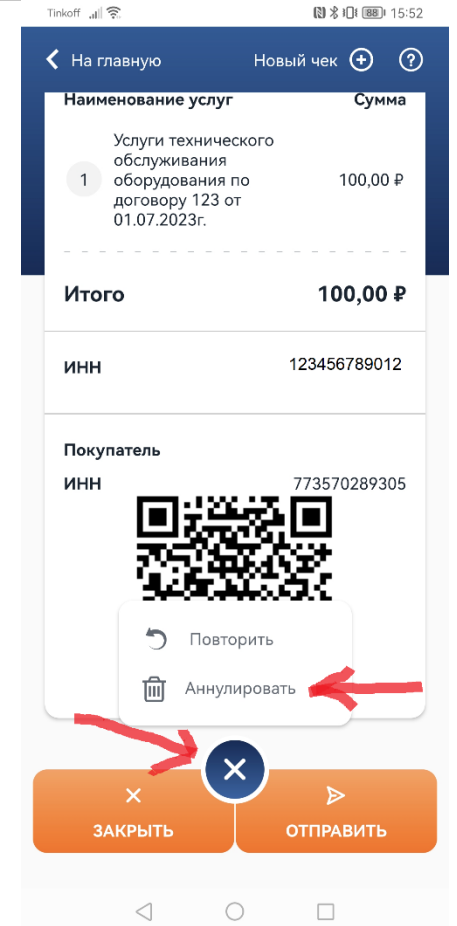 Tinkoff 88 15:52
На главную Новый чек
Наименование услуг Сумма
Услуги технического
обслуживания
1 оборудования по 100,00 ₽
договору 123 от
01.07.2023г.
Итого 100,00 ₽
ИНН 123456789012
Покупатель
ИНН 773570289305
Повторить
Аннулировать
ЗАКРЫТЬ ОТПРАВИТЬ